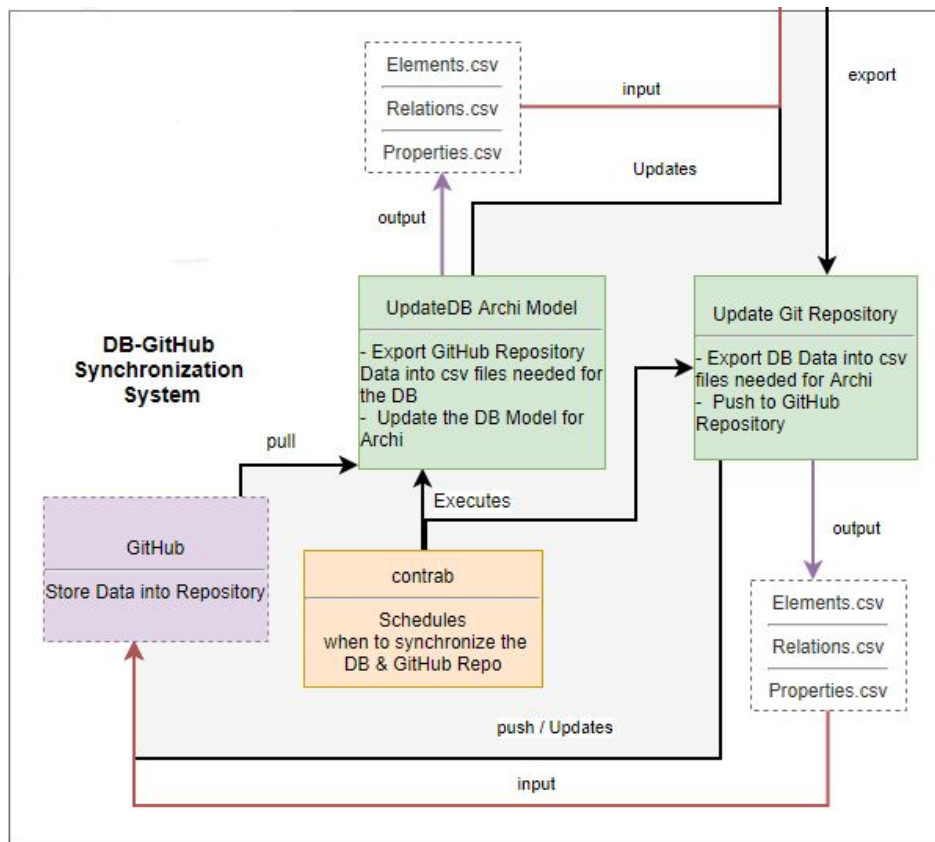 Elements.csv
Relations.csv
Properties.csv
input
export
Updates
output
UpdateDB Archi Model
- Export GitHub Repository
Data into csv files needed for
the DB
- Update the DB Model for
Archi
Update Git Repository
- Export DB Data into csv
files needed for Archi
- Push to GitHub
Repository
DB-GitHub
Synchronization
System
pull
Executes
GitHub
Store Data into Repository
contrab
Schedules
when to synchronize the
DB & GitHub Repo
output
Elements.csv
Relations.csv
Properties.csv
push / Updates
input